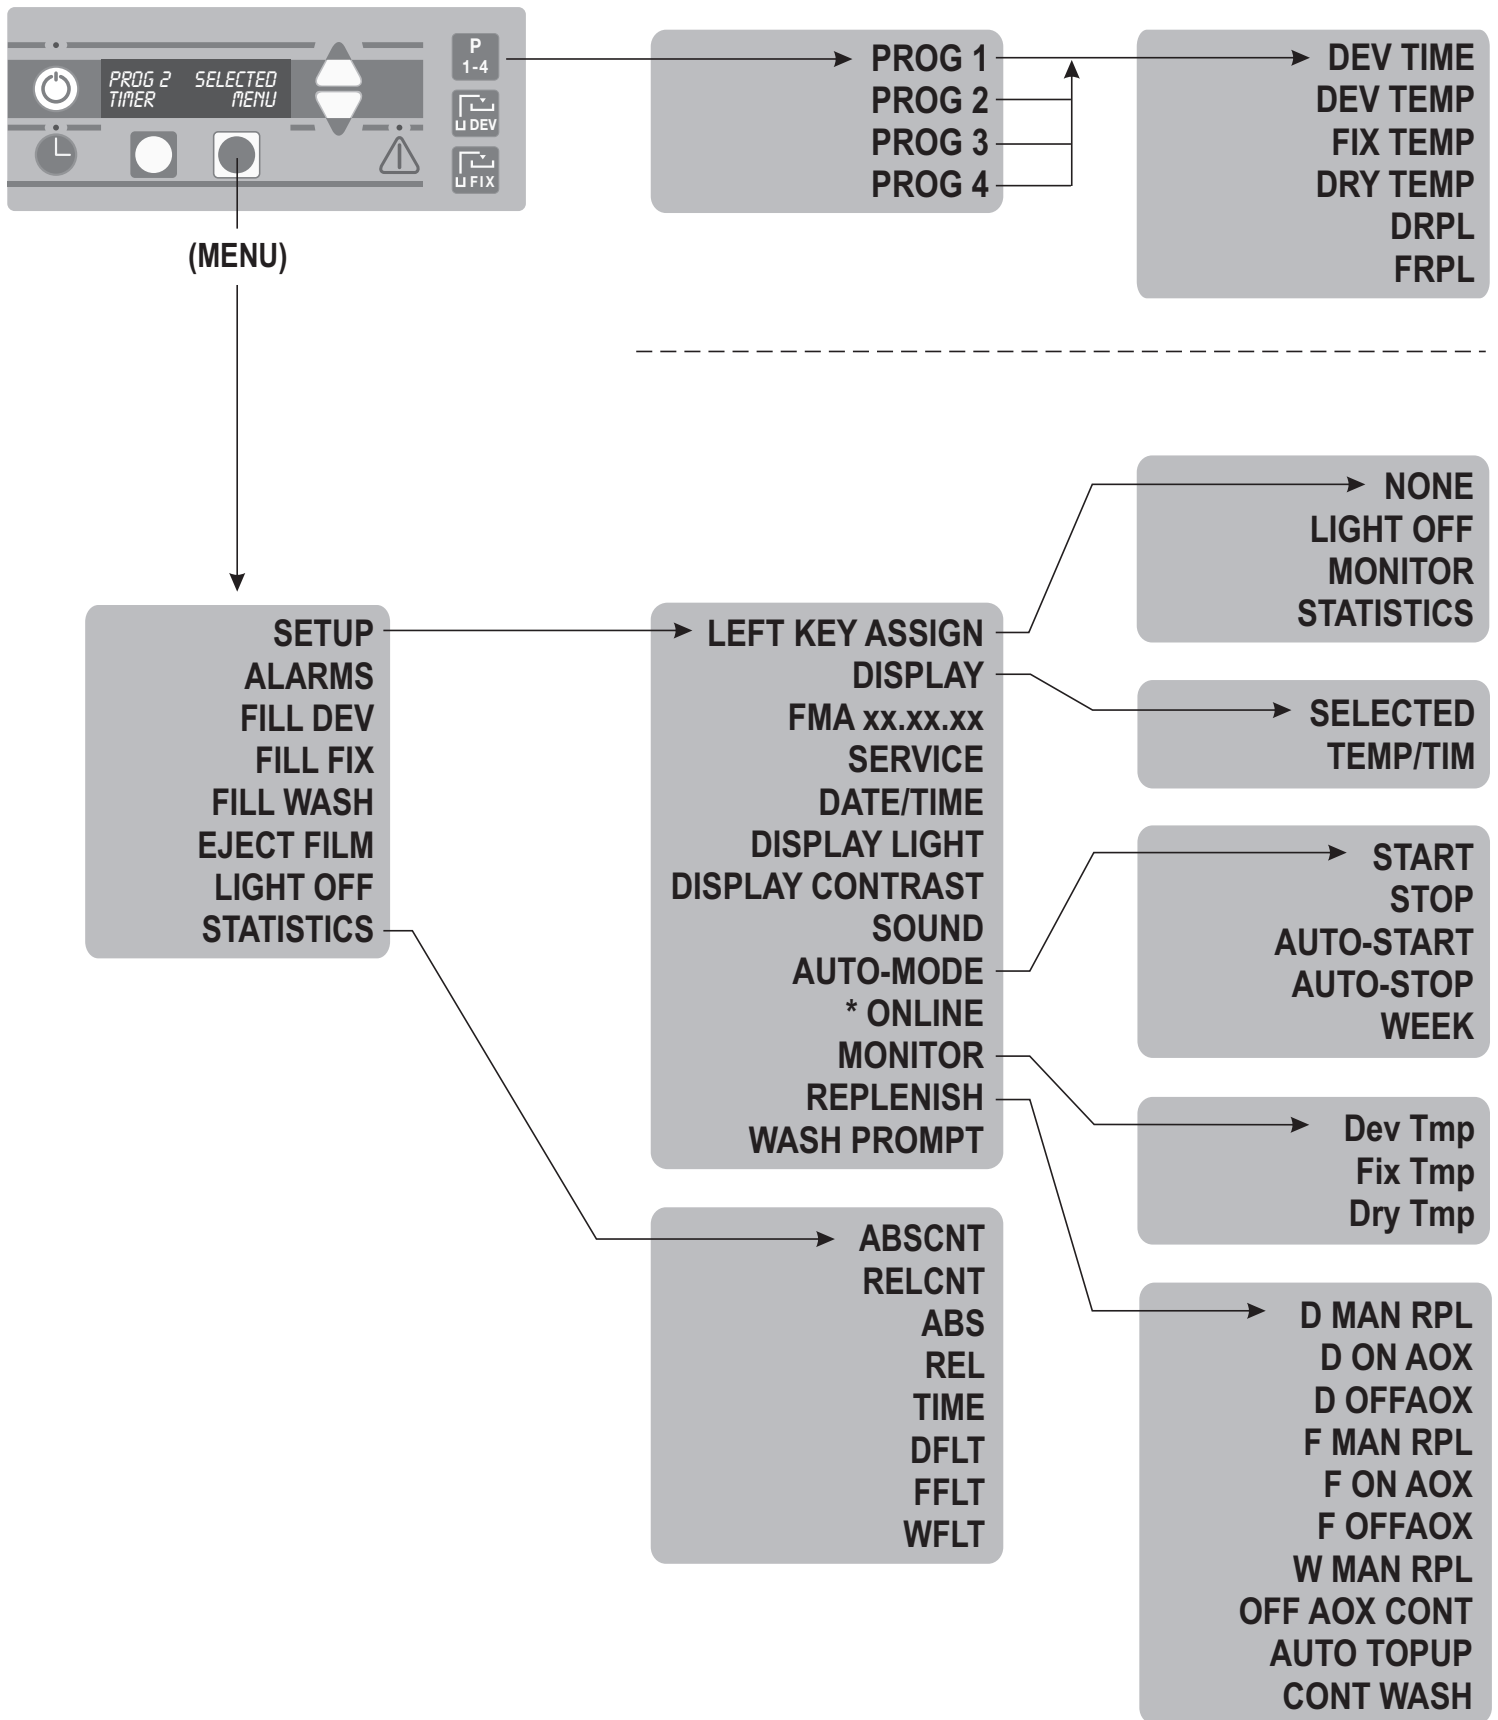 PROG 2 SELECTED
TIMER MENU
P
1-4
DEV
FIX
(MENU)
PROG 1
PROG 2
PROG 3
PROG 4
DEV TIME
DEV TEMP
FIX TEMP
DRY TEMP
DRPL
FRPL
SETUP
ALARMS
FILL DEV
FILL FIX
FILL WASH
EJECT FILM
LIGHT OFF
STATISTICS
LEFT KEY ASSIGN
DISPLAY
FMA xx.xx.xx
SERVICE
DATE/TIME
DISPLAY LIGHT
DISPLAY CONTRAST
SOUND
AUTO-MODE
* ONLINE
MONITOR
REPLENISH
WASH PROMPT
ABSCNT
RELCNT
ABS
REL
TIME
DFLT
FFLT
WFLT
NONE
LIGHT OFF
MONITOR
STATISTICS
SELECTED
TEMP/TIM
START
STOP
AUTO-START
AUTO-STOP
WEEK
Dev Tmp
Fix Tmp
Dry Tmp
D MAN RPL
D ON AOX
D OFFAOX
F MAN RPL
F ON AOX
F OFFAOX
W MAN RPL
OFF AOX CONT
AUTO TOPUP
CONT WASH